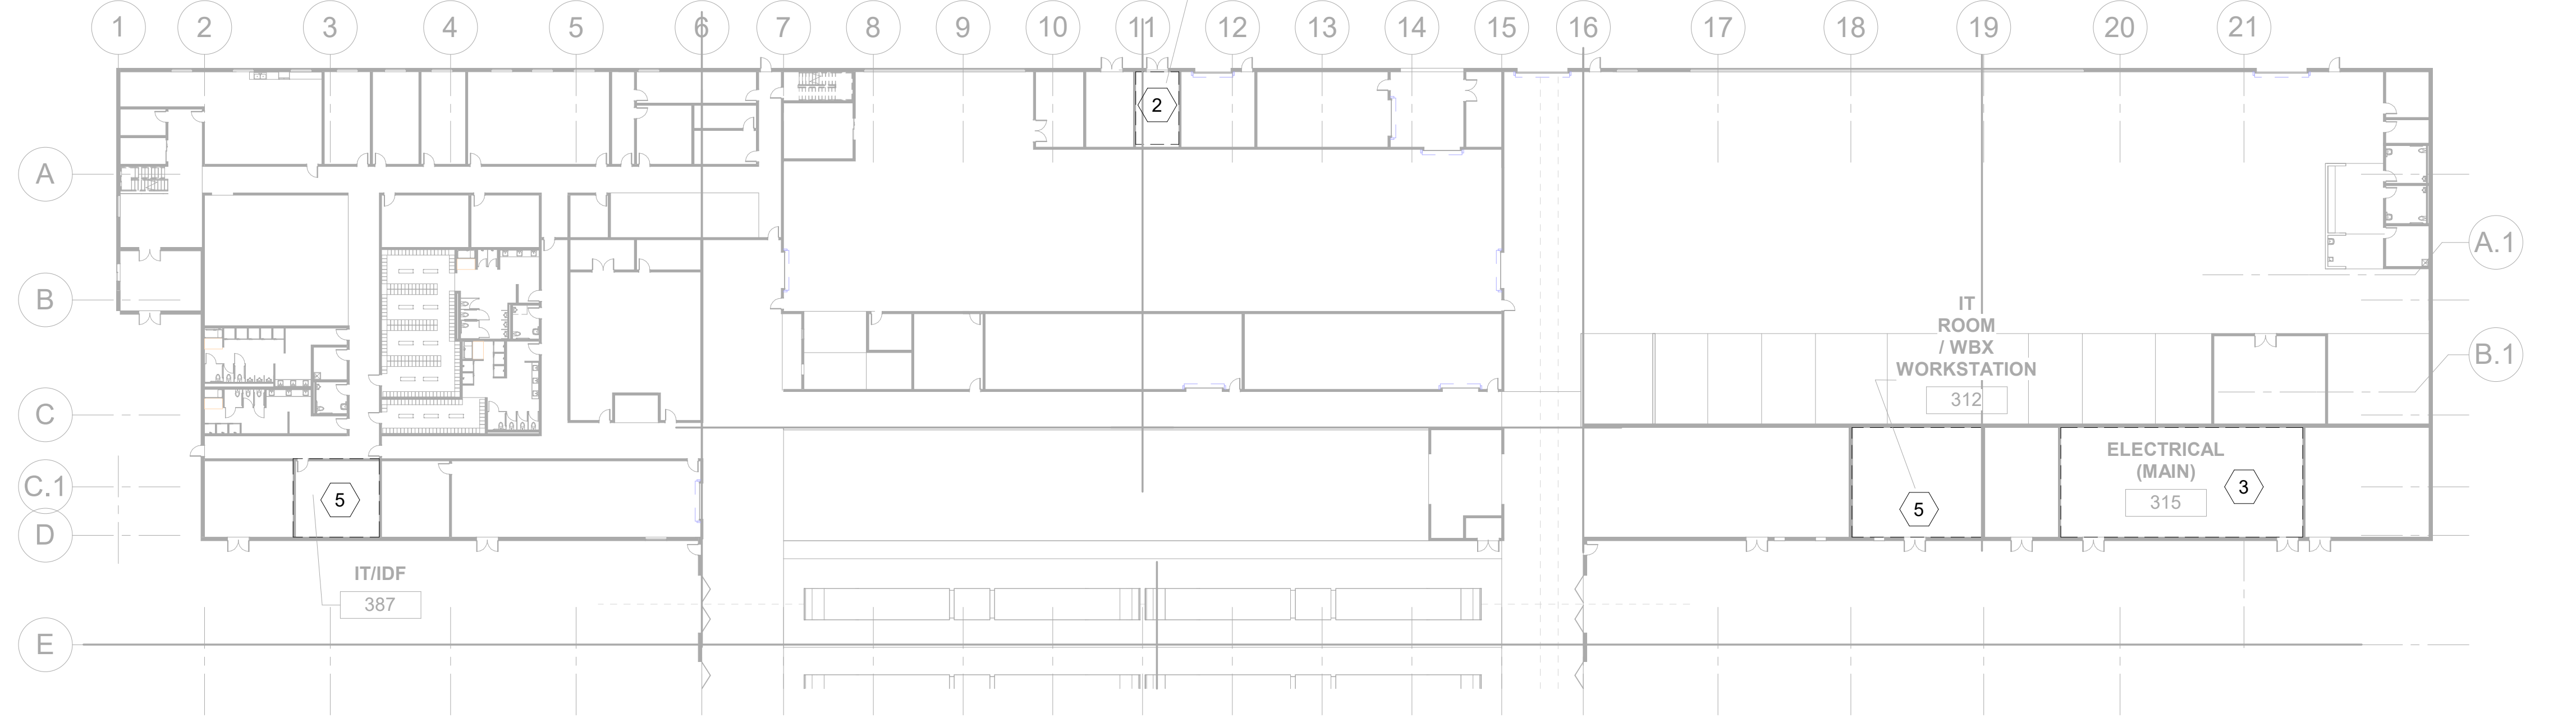 1 2 3 4 5 6 7 8 9 10 11 12 13 14 15 16 17 18 19 20 21
2
A
A.1
B
IT
ROOM
/ WBX
WORKSTATION
312
B.1
C
ELECTRICAL
(MAIN)
315
3
C.1
5
5
D
IT/IDF
387
E